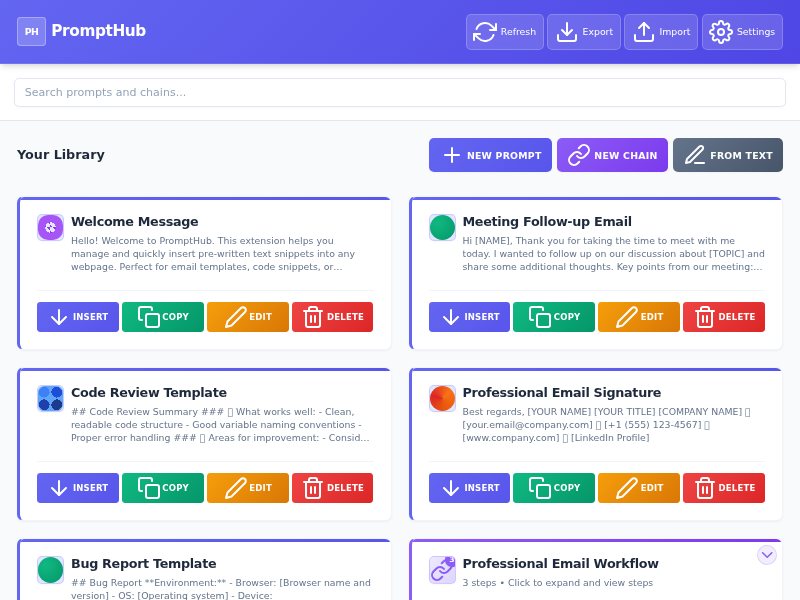 PH PromptHub
Refresh
Export
Import
Settings
Search prompts and chains...
Your Library
NEW PROMPT
NEW CHAIN
FROM TEXT
Welcome Message
Hello! Welcome to PromptHub. This extension helps you
manage and quickly insert pre-written text snippets into any
webpage. Perfect for email templates, code snippets, or...
INSERT
COPY
EDIT
DELETE
Meeting Follow-up Email
Hi [NAME], Thank you for taking the time to meet with me
today. I wanted to follow up on our discussion about [TOPIC] and
share some additional thoughts. Key points from our meeting:...
INSERT
COPY
EDIT
DELETE
Code Review Template
## Code Review Summary ### What works well: - Clean,
readable code structure - Good variable naming conventions -
Proper error handling ### Areas for improvement: - Consid...
INSERT
COPY
EDIT
DELETE
Professional Email Signature
Best regards, [YOUR NAME] [YOUR TITLE] [COMPANY NAME]
[your.email@company.com] [+1 (555) 123-4567]
[www.company.com] [LinkedIn Profile]
INSERT
COPY
EDIT
DELETE
Bug Report Template
## Bug Report **Environment:** - Browser: [Browser name and
version] - OS: [Operating system] - Device:
Professional Email Workflow
3 steps • Click to expand and view steps